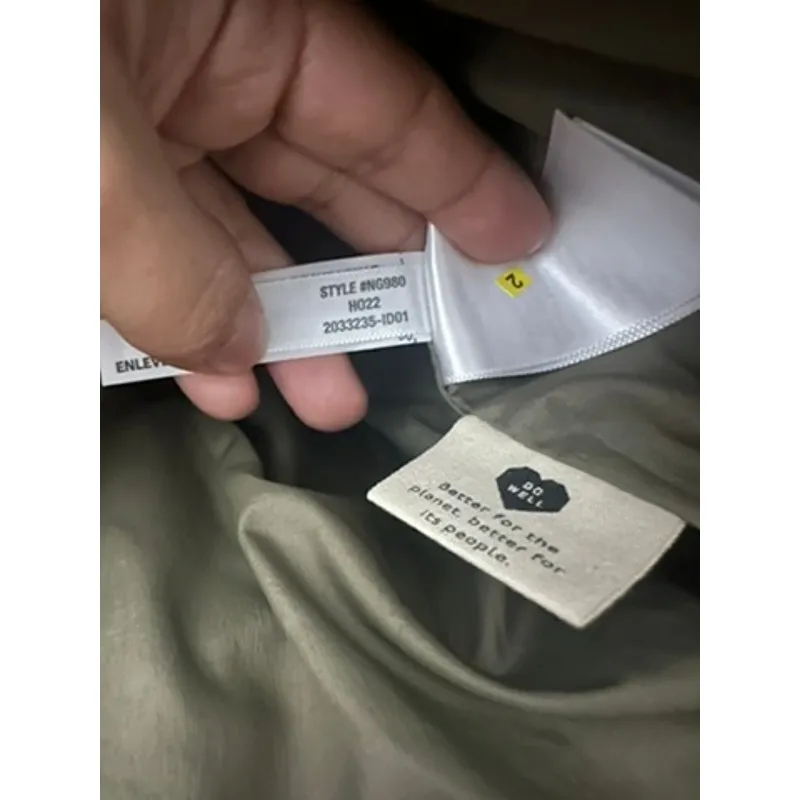 STYLE #NG980
H022
2033235-ID01
2
DO
WELL
Better for the
planet, better for
its people.